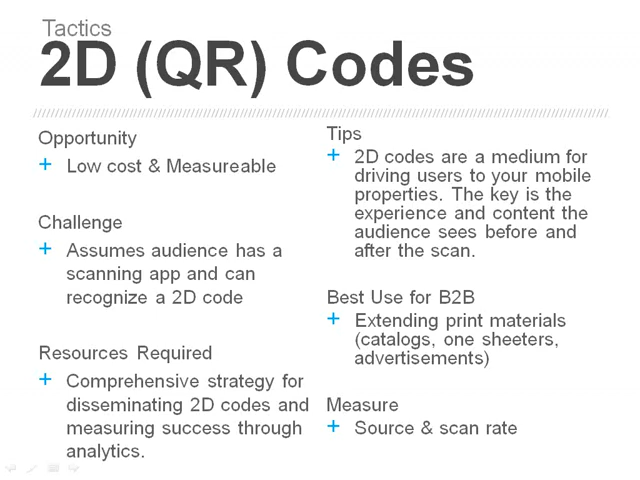 Tactics
2D (QR) Codes
Opportunity
+ Low cost & Measureable
Challenge
+ Assumes audience has a
scanning app and can
recognize a 2D code
Resources Required
+ Comprehensive strategy for
disseminating 2D codes and
measuring success through
analytics.
Tips
+ 2D codes are a medium for
driving users to your mobile
properties. The key is the
experience and content the
audience sees before and
after the scan.
Best Use for B2B
+ Extending print materials
(catalogs, one sheeters,
advertisements)
Measure
+ Source & scan rate